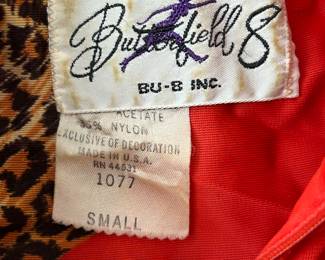 Butterfield 8
BU-8 INC.
ACETATE
% NYLON
EXCLUSIVE OF DECORATION
MADE IN U.S.A.
RN 44531
1077
SMALL